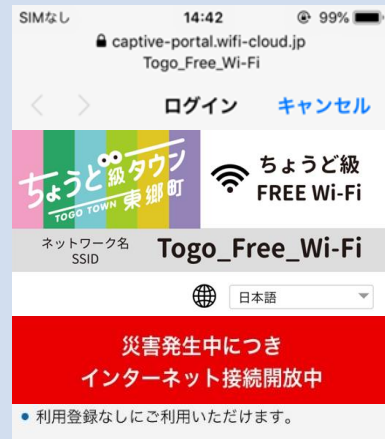 SIMなし 14:42 99%
captive-portal.wifi-cloud.jp
Togo_Free_Wi-Fi
ログイン キャンセル
ちょうど級タウン
TOGO TOWN 東郷町
ちょうど級
FREE Wi-Fi
ネットワーク名
SSID
Togo_Free_Wi-Fi
日本語
災害発生中につき
インターネット接続開放中
• 利用登録なしにご利用いただけます。